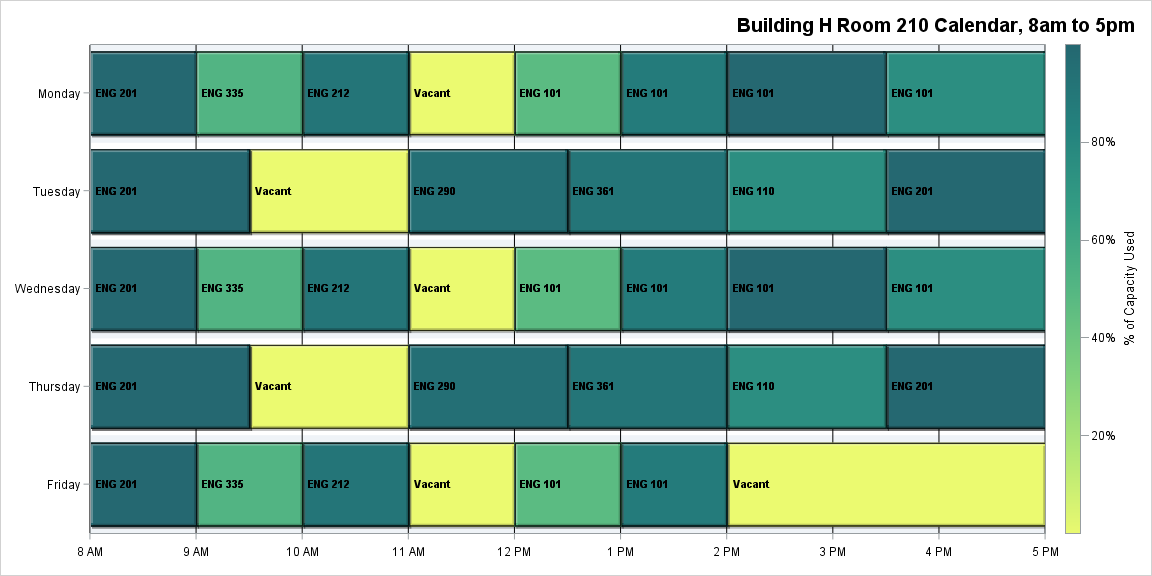 Building H Room 210 Calendar, 8am to 5pm
Monday ENG 201 ENG 335 ENG 212 Vacant ENG 101 ENG 101 ENG 101 ENG 101
80%
Tuesday ENG 201 Vacant ENG 290 ENG 361 ENG 110 ENG 201
60%
Wednesday ENG 201 ENG 335 ENG 212 Vacant ENG 101 ENG 101 ENG 101 ENG 101
% of Capacity Used
40%
Thursday ENG 201 Vacant ENG 290 ENG 361 ENG 110 ENG 201
20%
Friday ENG 201 ENG 335 ENG 212 Vacant ENG 101 ENG 101 Vacant
8 AM 9 AM 10 AM 11 AM 12 PM 1 PM 2 PM 3 PM 4 PM 5 PM